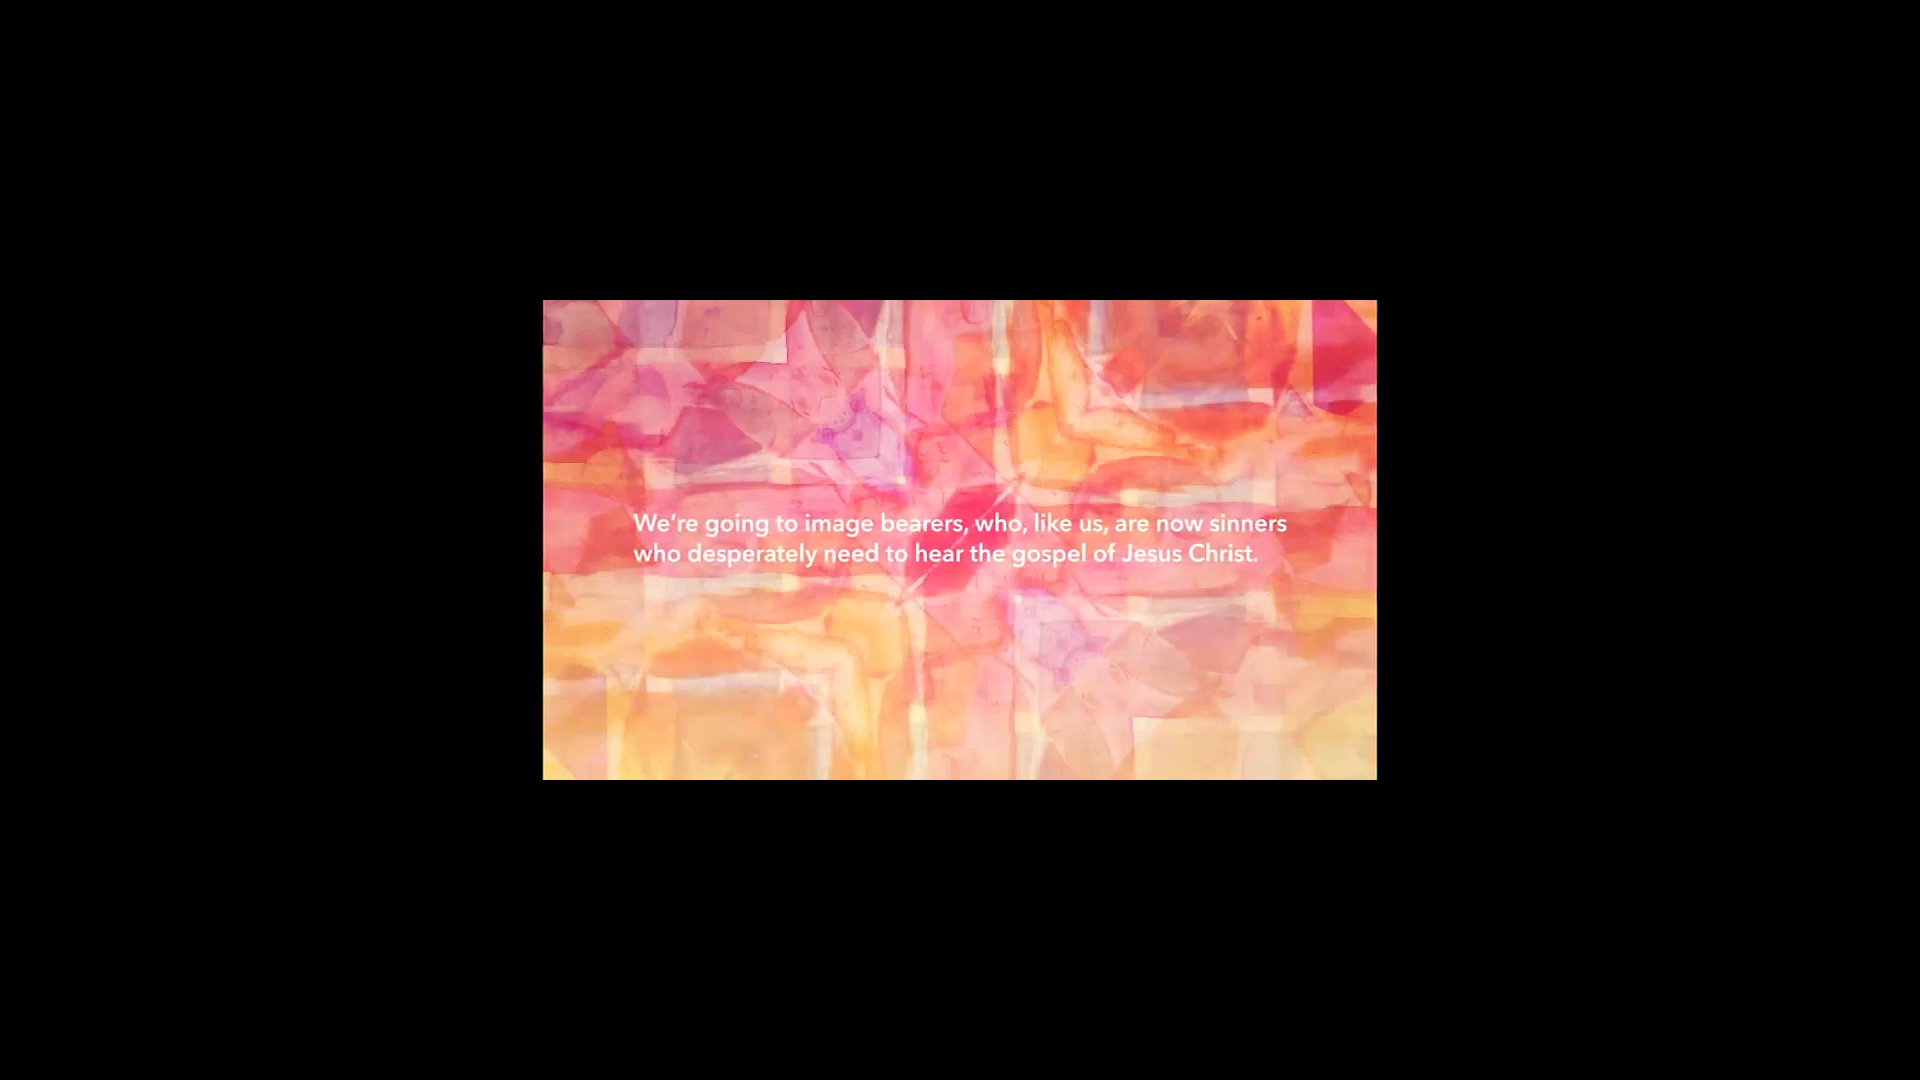 We’re going to image bearers, who, like us, are now sinners
who desperately need to hear the gospel of Jesus Christ.